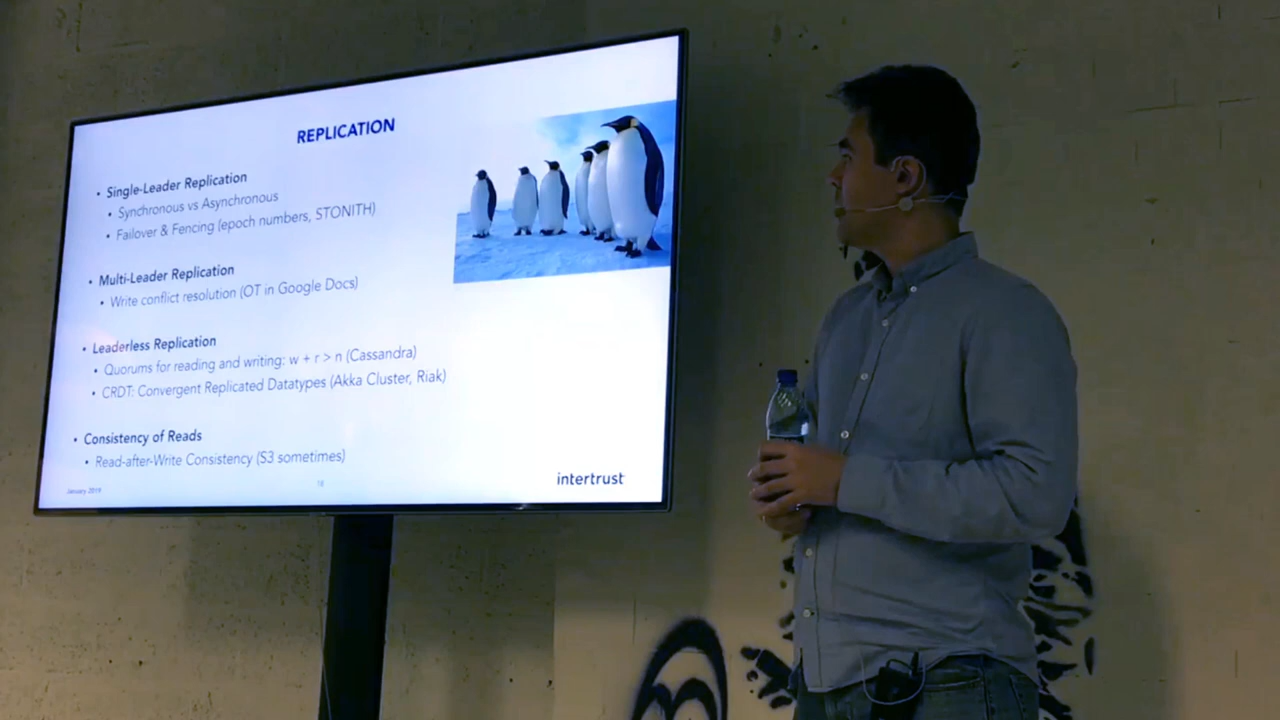 REPLICATION
• Single-Leader Replication
• Synchronous vs Asynchronous
• Failover & Fencing (epoch numbers, STONITH)
• Multi-Leader Replication
• Write conflict resolution (OT in Google Docs)
• Leaderless Replication
• Quorums for reading and writing: w + r > n (Cassandra)
• CRDT: Convergent Replicated Datatypes (Akka Cluster, Riak)
• Consistency of Reads
• Read-after-Write Consistency (S3 sometimes)
January 2019
18
intertrust